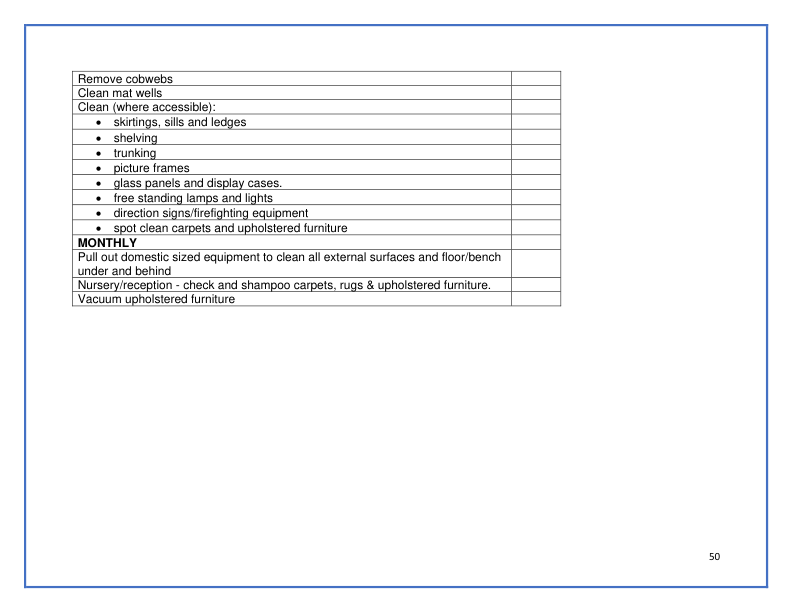 Remove cobwebs
Clean mat wells
Clean (where accessible):
• skirtings, sills and ledges
• shelving
• trunking
• picture frames
• glass panels and display cases.
• free standing lamps and lights
• direction signs/firefighting equipment
• spot clean carpets and upholstered furniture
MONTHLY
Pull out domestic sized equipment to clean all external surfaces and floor/bench
under and behind
Nursery/reception - check and shampoo carpets, rugs & upholstered furniture.
Vacuum upholstered furniture
50